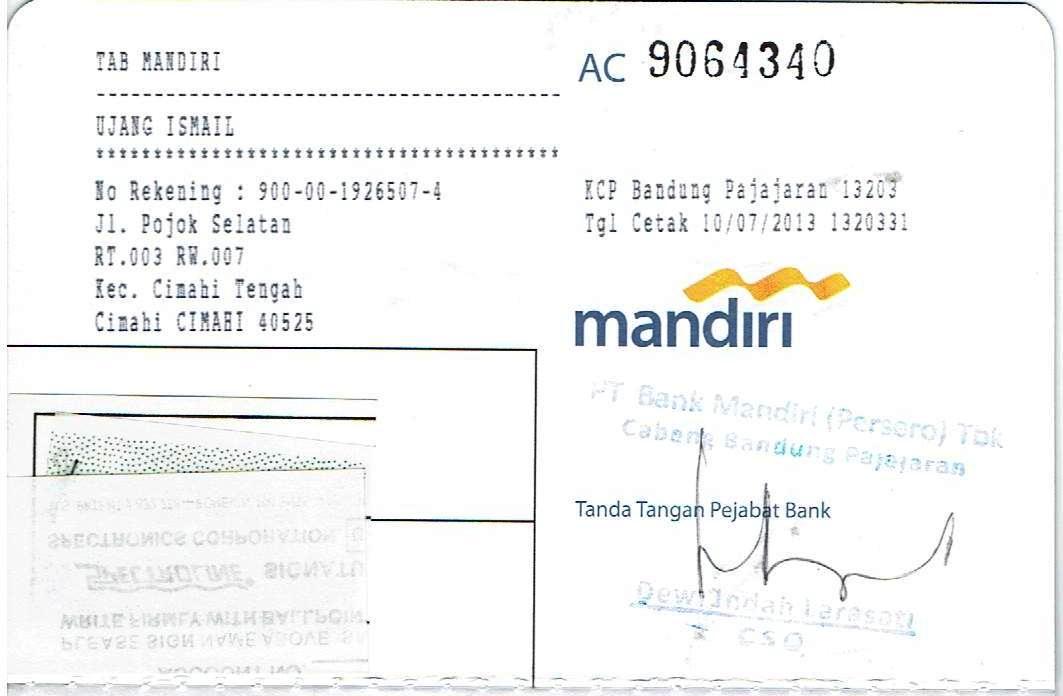 TAB MANDIRI
----------------------------------------
UJANG ISMAIL
****************************************
No Rekening : 900-00-1926507-4
Jl. Pojok Selatan
RT.003 RW.007
Kec. Cimahi Tengah
Cimahi CIMAHI 40525
AC 9064340
KCP Bandung Pajajaran 13203
Tgl Cetak 10/07/2013 1320331
mandiri
PT Bank Mandiri (Persero) Tbk
Cabang Bandung Pajajaran
Tanda Tangan Pejabat Bank
Dewi Indah Larasati
CSO
SPECTRONICS CORPORATION
SPECTROLINE® SIGNATU
WRITE FIRMLY WITH BALLPOIN
PLEASE SIGN NAME ABOVE
ACCOUNT NO.